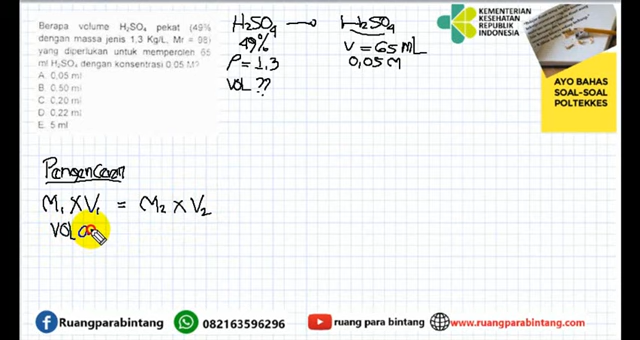 Berapa volume H₂SO₄ pekat (49%
dengan massa jenis 1,3 Kg/L, Mr = 98)
yang diperlukan untuk memperoleh 65
ml H₂SO₄ dengan konsentrasi 0,05 M?
A. 0,05 ml
B. 0,50 ml
C. 0,20 ml
D. 0,22 ml
E. 5 ml
H₂SO₄ → H₂SO₄
49%
ρ = 1,3
VOL ??
V = 65 mL
0,05 M
KEMENTERIAN
KESEHATAN
REPUBLIK
INDONESIA
AYO BAHAS
SOAL-SOAL
POLTEKKES
Pengenceran
M₁ X V₁ = M₂ X V₂
VOL
Ruangparabintang
082163596296
ruang para bintang
www.ruangparabintang.com